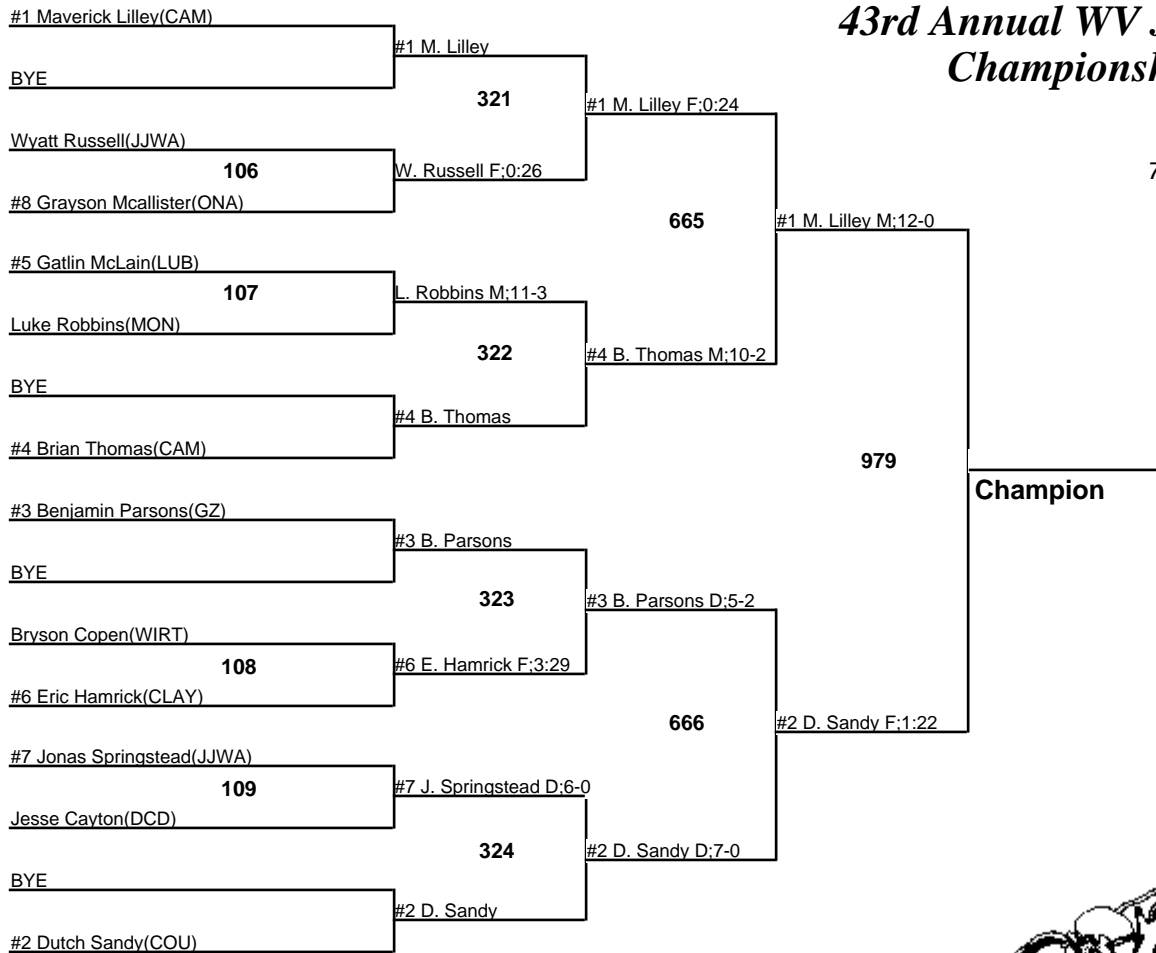 #1 Maverick Lilley(CAM)
BYE
Wyatt Russell(JJWA)
106
#8 Grayson Mcallister(ONA)
#5 Gatlin McLain(LUB)
107
Luke Robbins(MON)
BYE
#4 Brian Thomas(CAM)
#3 Benjamin Parsons(GZ)
BYE
Bryson Copen(WIRT)
108
#6 Eric Hamrick(CLAY)
#7 Jonas Springstead(JJWA)
109
Jesse Cayton(DCD)
BYE
#2 Dutch Sandy(COU)
#1 M. Lilley
321
W. Russell F;0:26
L. Robbins M;11-3
322
#4 B. Thomas
#3 B. Parsons
323
#6 E. Hamrick F;3:29
#7 J. Springstead D;6-0
324
#2 D. Sandy
#1 M. Lilley F;0:24
665
#4 B. Thomas M;10-2
#3 B. Parsons D;5-2
666
#2 D. Sandy D;7-0
#1 M. Lilley M;12-0
979
#2 D. Sandy F;1:22
Champion
43rd Annual WV
Championsh
7